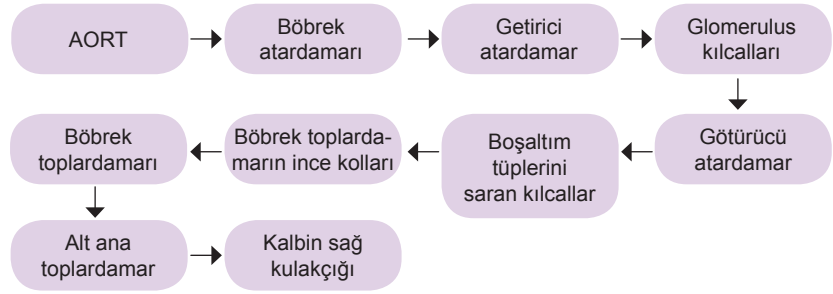 AORT
Böbrek
atardamarı
Getirici
atardamar
Glomerulus
kılcalları
Götürücü
atardamar
Boşaltım
tüplerini
saran kılcallar
Böbrek toplarda-
marın ince kolları
Böbrek
toplardamarı
Alt ana
toplardamar
Kalbin sağ
kulakçığı